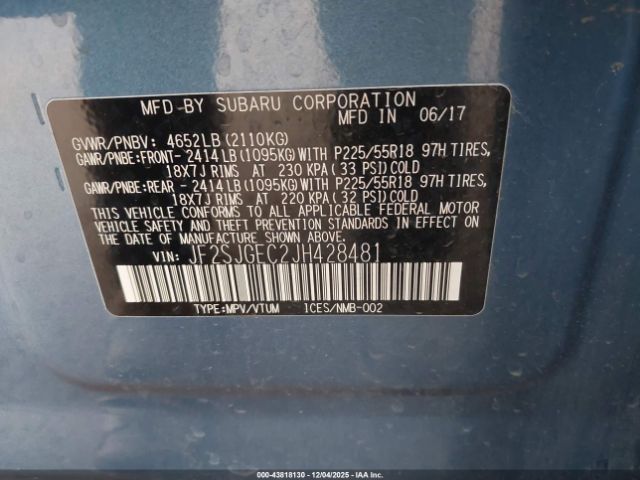 MFD BY SUBARU CORPORATION
MFD IN 06/17
GVWR/PNBV: 4652LB(2110KG)
GAWR/PNBE:FRONT- 2414LB(1095KG)WITH P225/55R18 97H TIRES,
18X7J RIMS AT 230 KPA(33 PSI)COLD
GAWR/PNBE:REAR - 2414LB(1095KG)WITH P225/55R18 97H TIRES,
18X7J RIMS AT 220 KPA(32 PSI)COLD
THIS VEHICLE CONFORMS TO ALL APPLICABLE FEDERAL MOTOR
VEHICLE SAFETY AND THEFT PREVENTION STANDARDS IN EFFECT ON
THE DATE OF MANUFACTURE SHOWN ABOVE.
VIN: JF2SJGEC2JH428481
TYPE:MPV/VTUM ICES/NMB-002
000-43818130 - 12/04/2025 - IAA Inc.